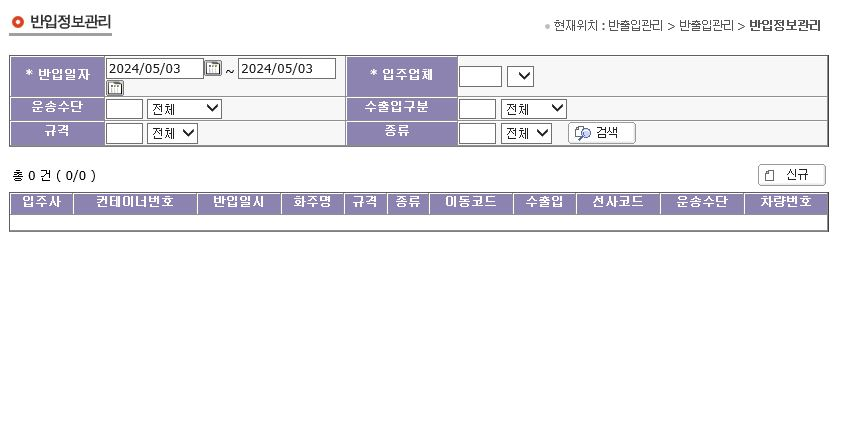 반입정보관리
현재위치 : 반출입관리 > 반출입관리 > 반입정보관리
* 반입일자 2024/05/03 ~ 2024/05/03 * 입주업체
운송수단 전체 수출입구분 전체
규격 전체 종류 전체 검색
총 0 건 ( 0/0 ) 신규
입주사 컨테이너번호 반입일시 화주명 규격 종류 이동코드 수출입 선사코드 운송수단 차량번호